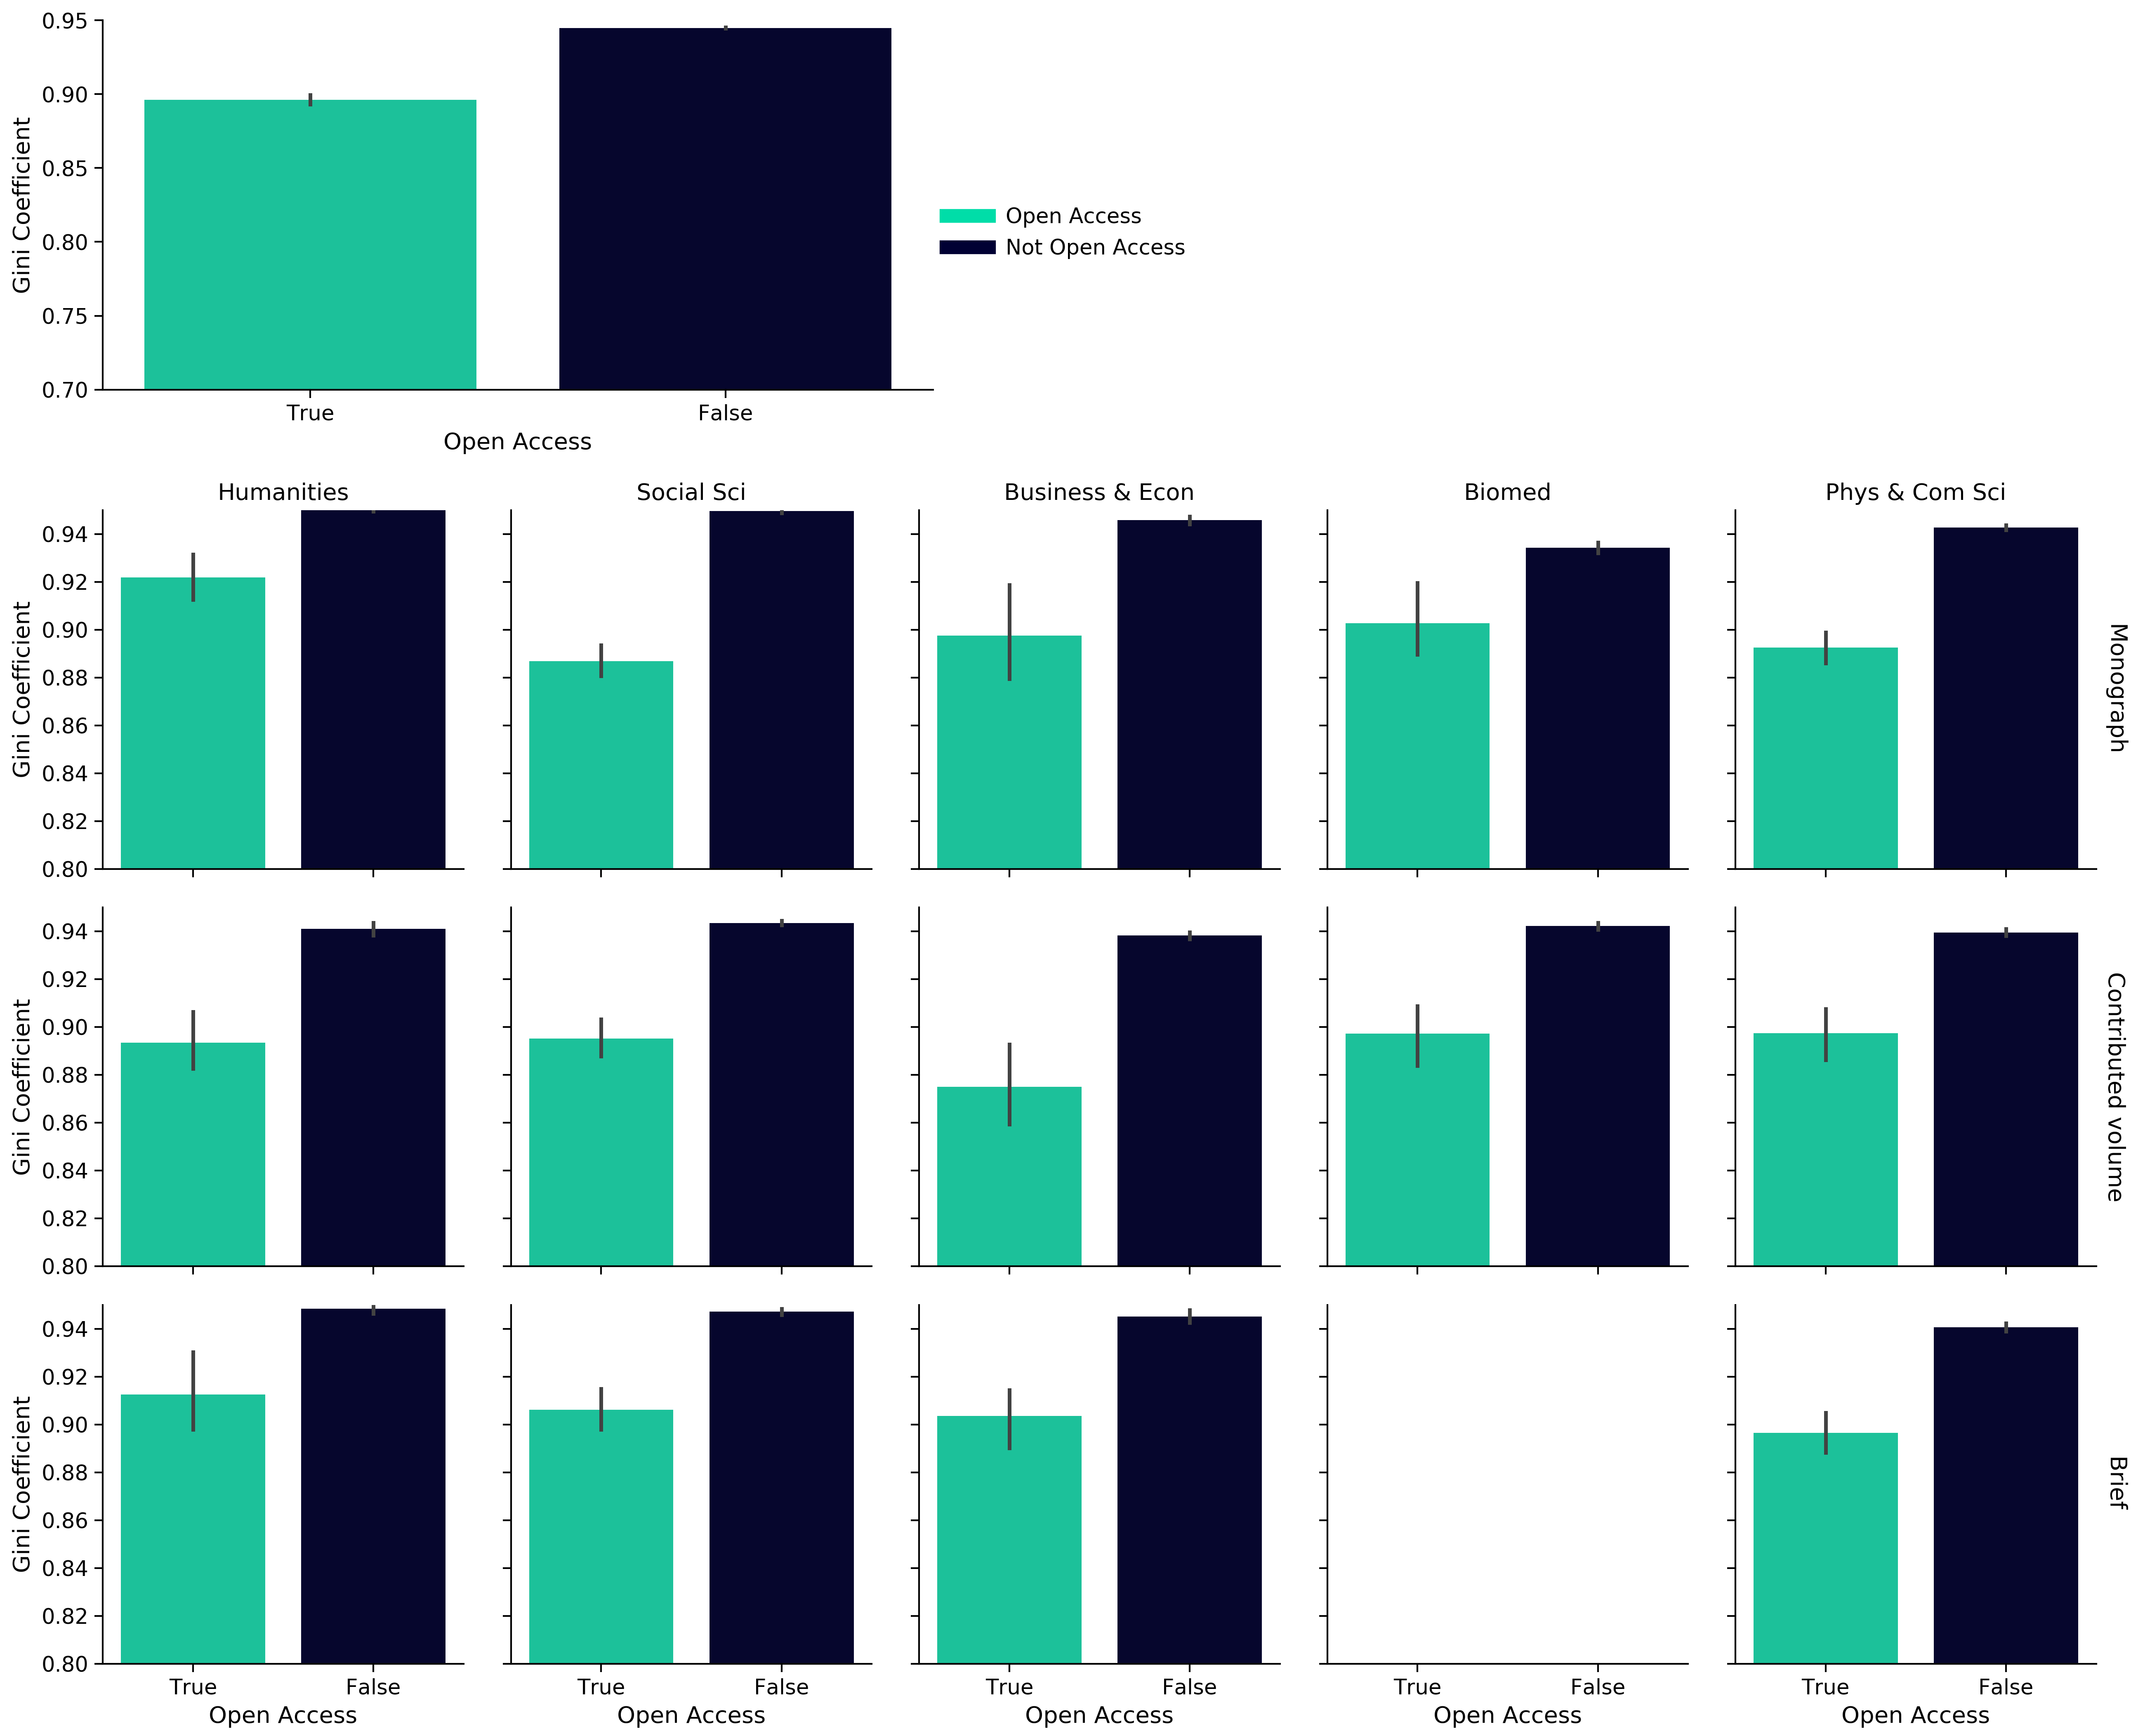 0.95
0.90
0.85
0.80
0.75
0.70
Gini Coefficient
True False
Open Access
Open Access
Not Open Access
Humanities Social Sci Business & Econ Biomed Phys & Com Sci
0.94
0.92
0.90
0.88
0.86
0.84
0.82
0.80
Gini Coefficient
Monograph
0.94
0.92
0.90
0.88
0.86
0.84
0.82
0.80
Gini Coefficient
Contributed volume
0.94
0.92
0.90
0.88
0.86
0.84
0.82
0.80
Gini Coefficient
Brief
True False True False True False True False True False
Open Access Open Access Open Access Open Access Open Access